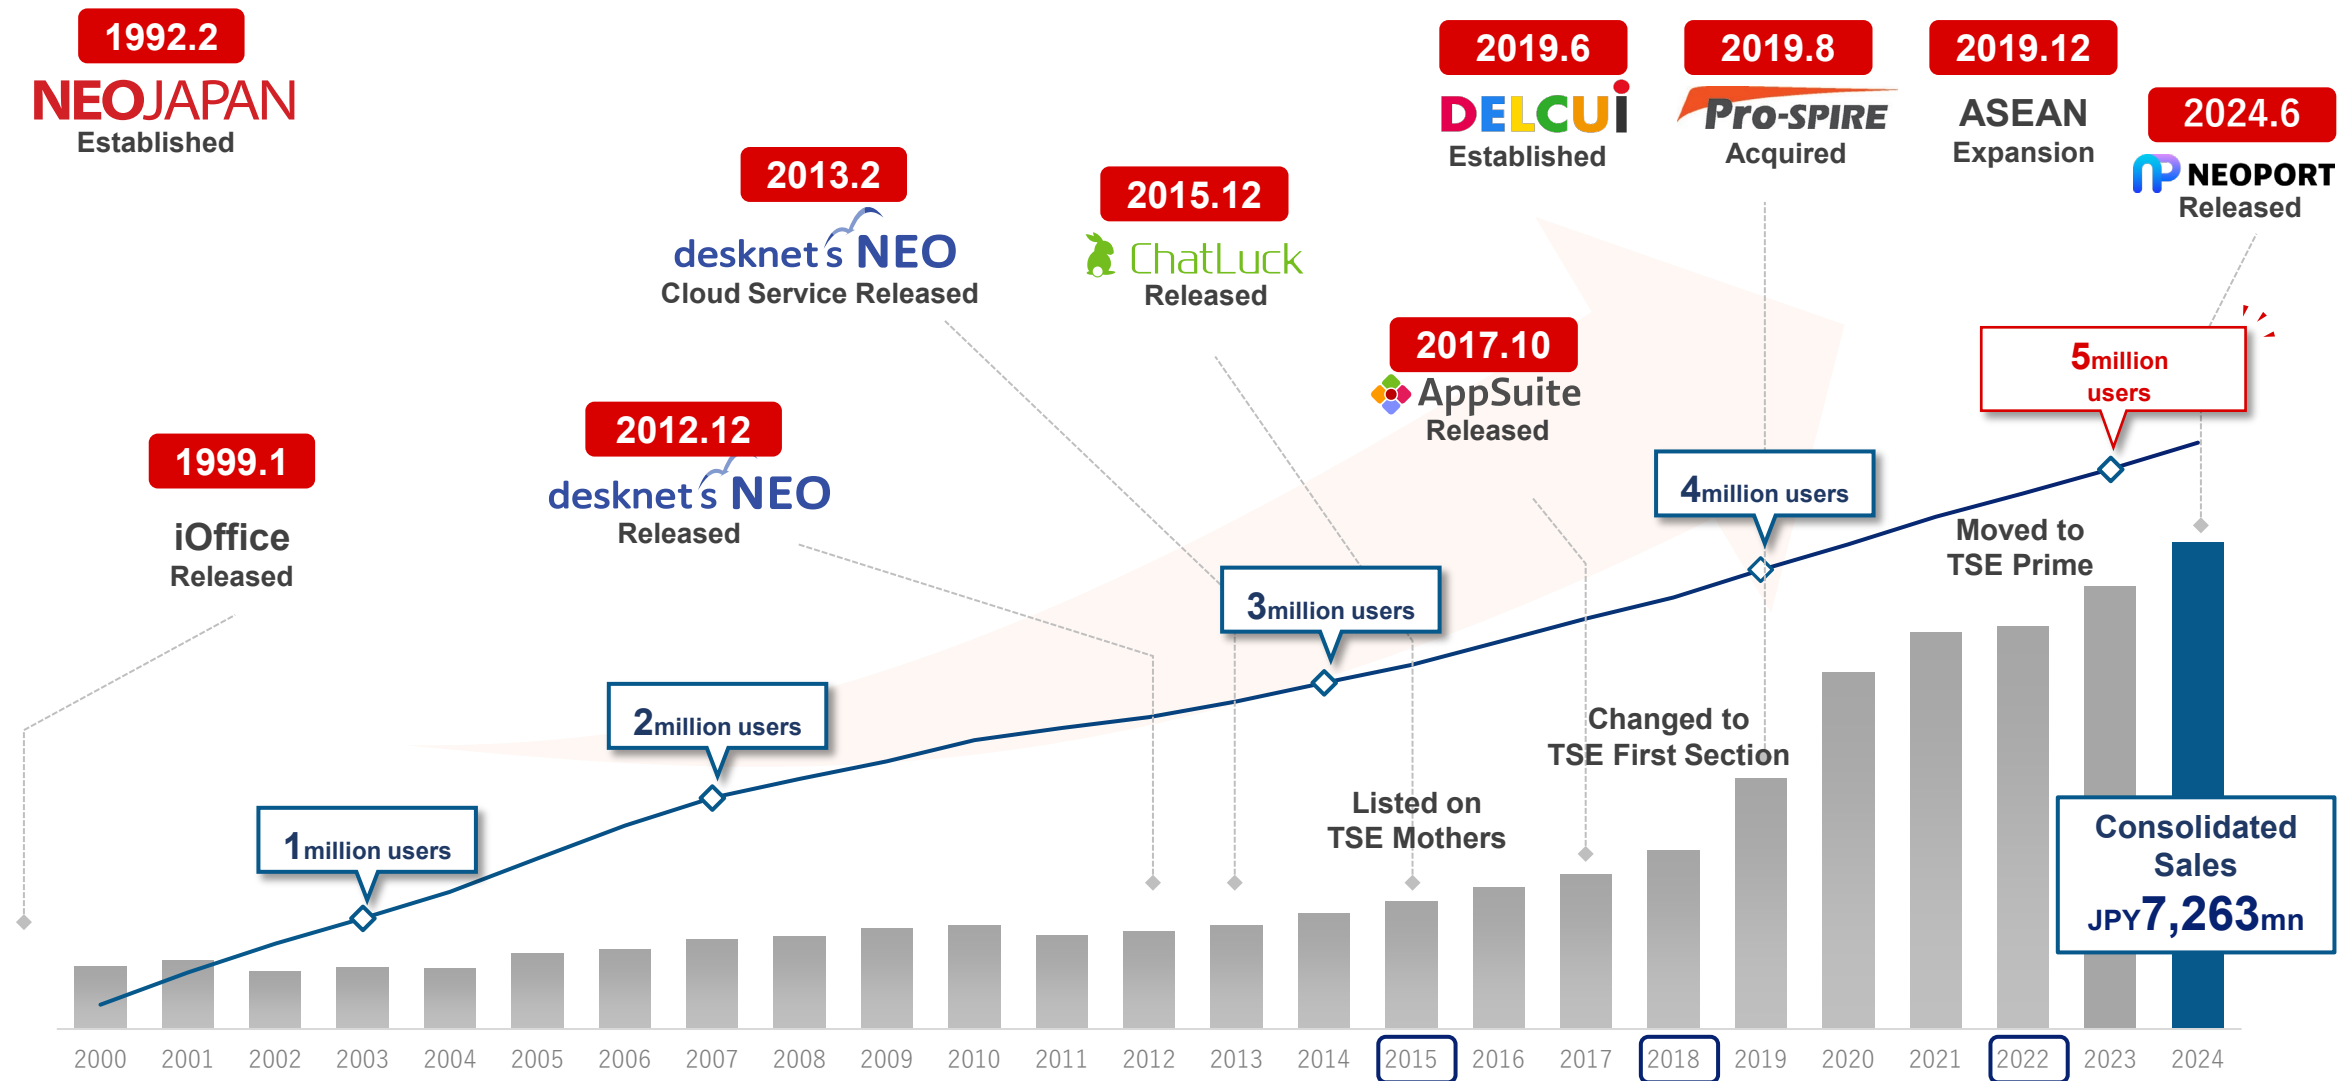 1992.2
NEOJAPAN
Established
1999.1
iOffice
Released
2012.12
desknet's NEO
Released
2013.2
desknet's NEO
Cloud Service Released
2015.12
ChatLuck
Released
2017.10
AppSuite
Released
2019.6
DELCUi
Established
2019.8
Pro-SPIRE
Acquired
2019.12
ASEAN
Expansion
2024.6
NEOPORT
Released
1million users
2million users
3million users
4million users
5million
users
Listed on
TSE Mothers
Changed to
TSE First Section
Moved to
TSE Prime
Consolidated
Sales
JPY7,263mn
2000 2001 2002 2003 2004 2005 2006 2007 2008 2009 2010 2011 2012 2013 2014 2015 2016 2017 2018 2019 2020 2021 2022 2023 2024